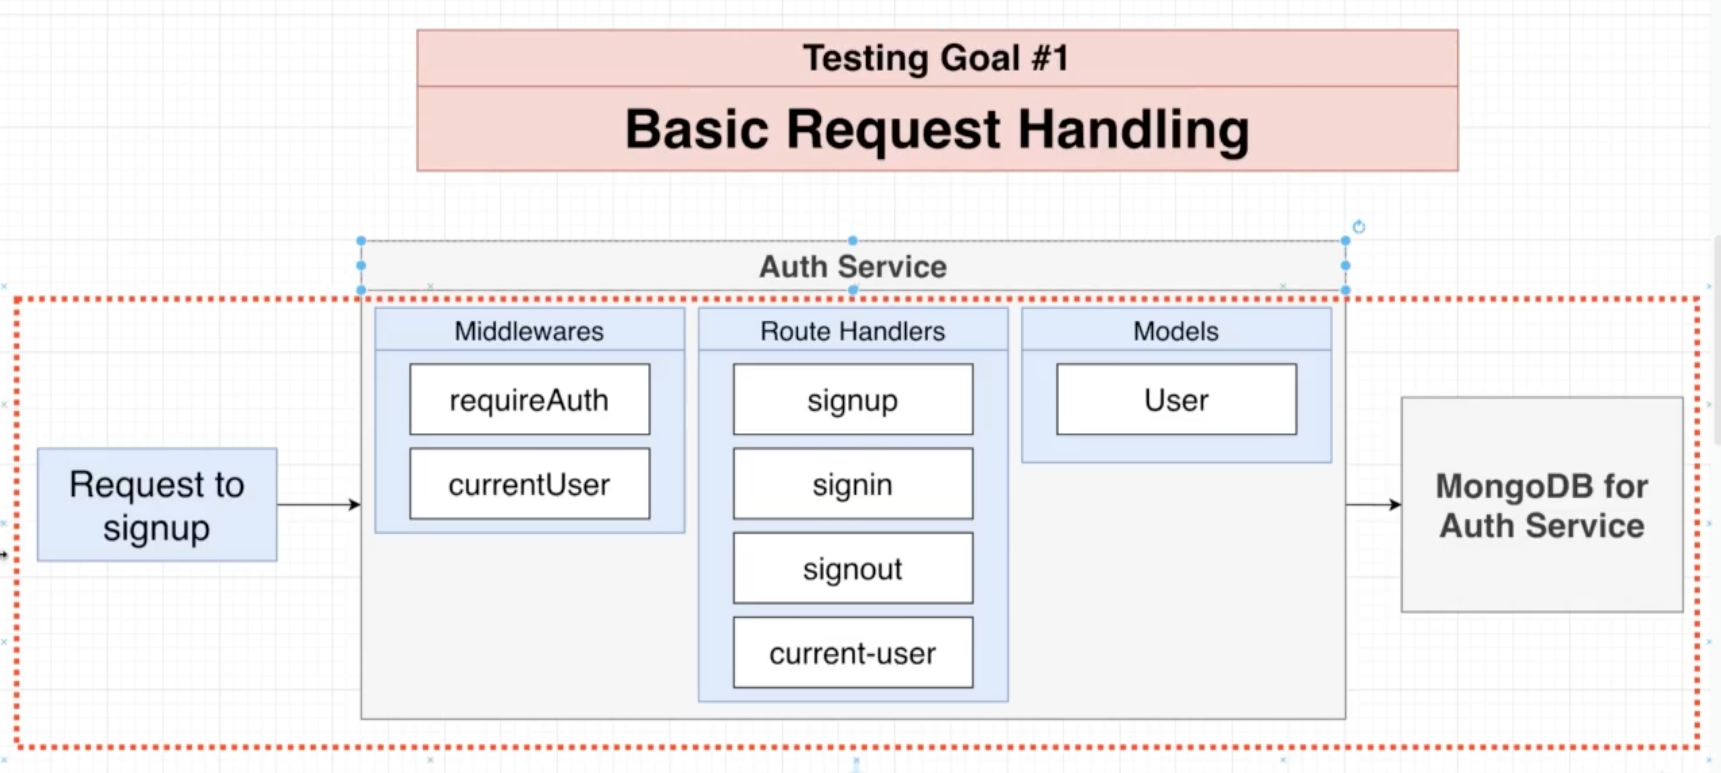 Testing Goal #1
Basic Request Handling
Auth Service
Middlewares
requireAuth
currentUser
Route Handlers
signup
signin
signout
current-user
Models
User
Request to
signup
MongoDB for
Auth Service